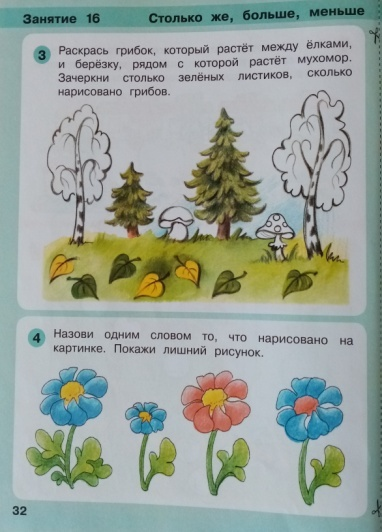 Занятие 16 Столько же, больше, меньше
3 Раскрась грибок, который растёт между ёлками,
и берёзку, рядом с которой растёт мухомор.
Зачеркни столько зелёных листиков, сколько
нарисовано грибов.
4 Назови одним словом то, что нарисовано на
картинке. Покажи лишний рисунок.
32